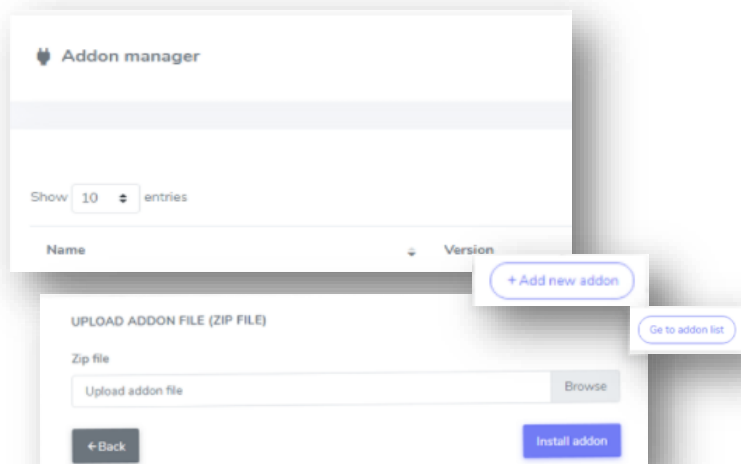 Addon manager
Show 10 entries
Name Version
+ Add new addon
Ge to addon list
UPLOAD ADDON FILE (ZIP FILE)
Zip file
Upload addon file Browse
←Back Install addon